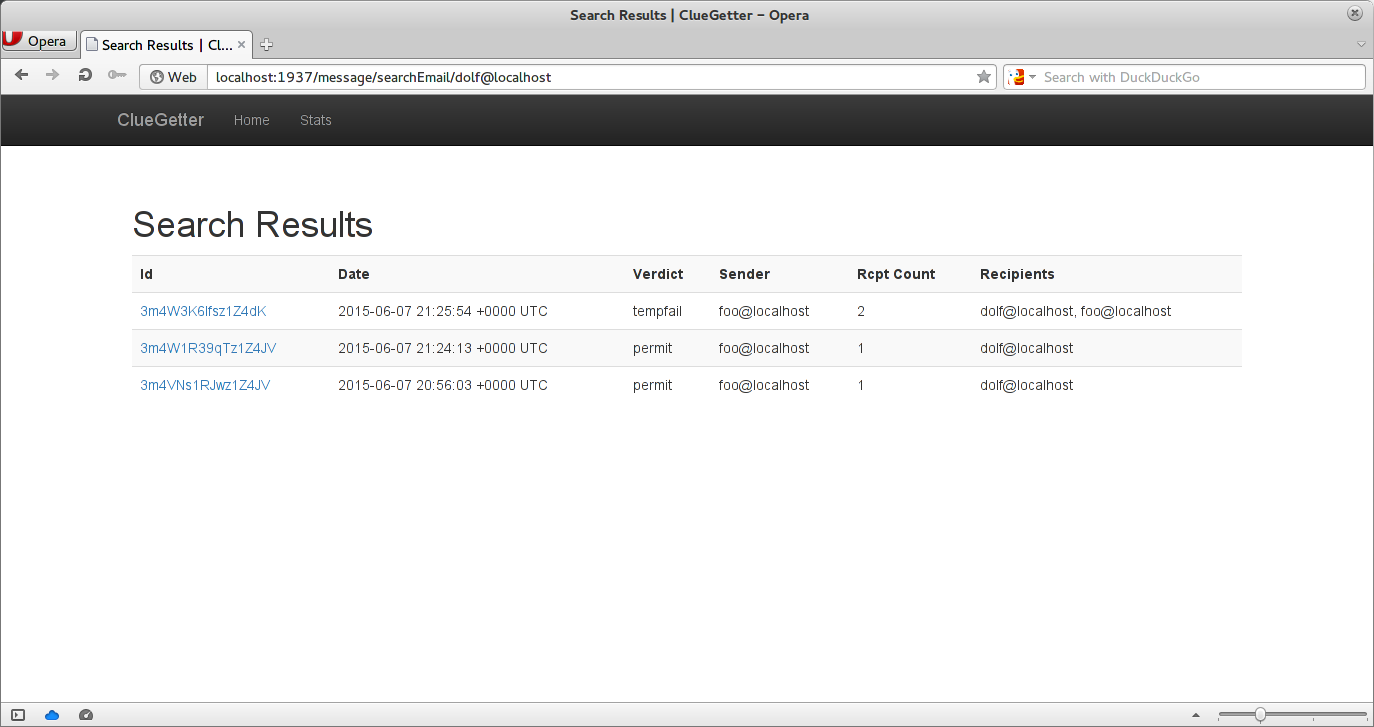 Search Results | ClueGetter - Opera
Opera
Search Results | Cl...
Web
localhost:1937/message/searchEmail/dolf@localhost
Search with DuckDuckGo
ClueGetter Home Stats
Search Results
Id Date Verdict Sender Rcpt Count Recipients
3m4W3K6lfsz1Z4dK 2015-06-07 21:25:54 +0000 UTC tempfail foo@localhost 2 dolf@localhost, foo@localhost
3m4W1R39qTz1Z4JV 2015-06-07 21:24:13 +0000 UTC permit foo@localhost 1 dolf@localhost
3m4VNs1RJwz1Z4JV 2015-06-07 20:56:03 +0000 UTC permit foo@localhost 1 dolf@localhost